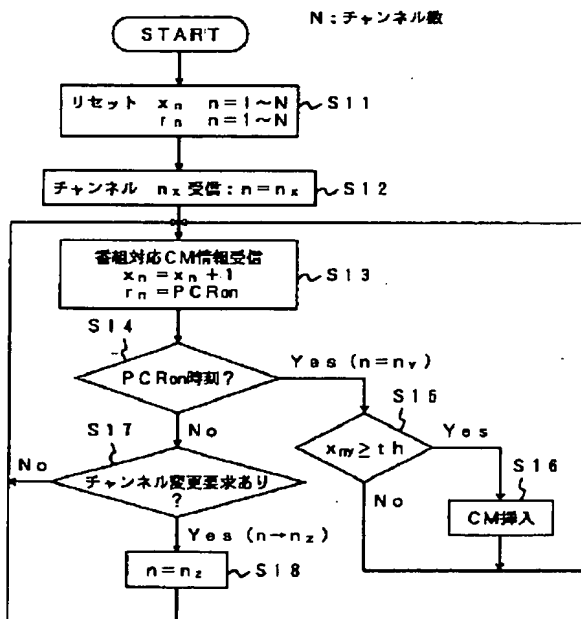 N:チャンネル数
START
リセット xn n=1~N
rn n=1~N
S11
チャンネル nx受信:n=nx
S12
番組対応CM情報受信
xn=xn+1
rn=PCRon
S13
S14
PCRon時刻?
Yes (n=ny)
No
S15
xny≥th
Yes
No
S16
CM挿入
S17
チャンネル変更要求あり
?
No
Yes (n→nz)
n=nz
S18